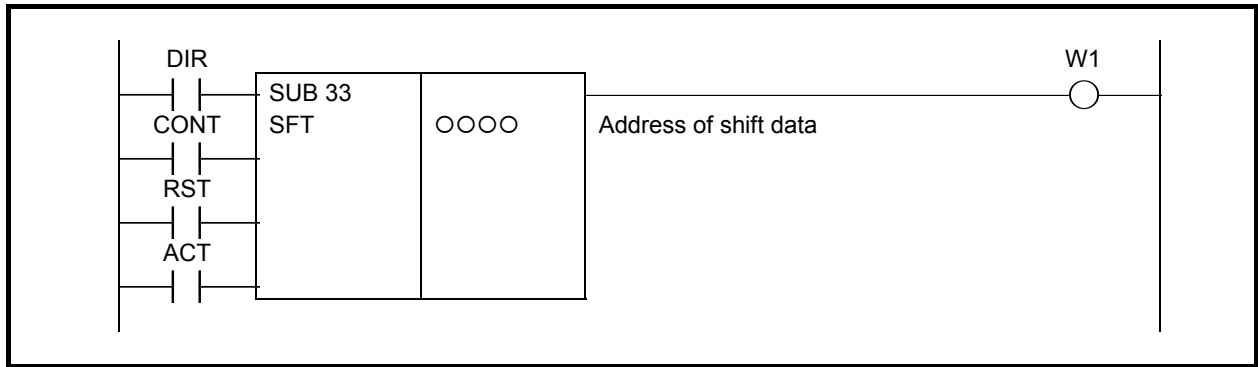 DIR W1
SUB 33
CONT SFT ○○○○ Address of shift data
RST
ACT